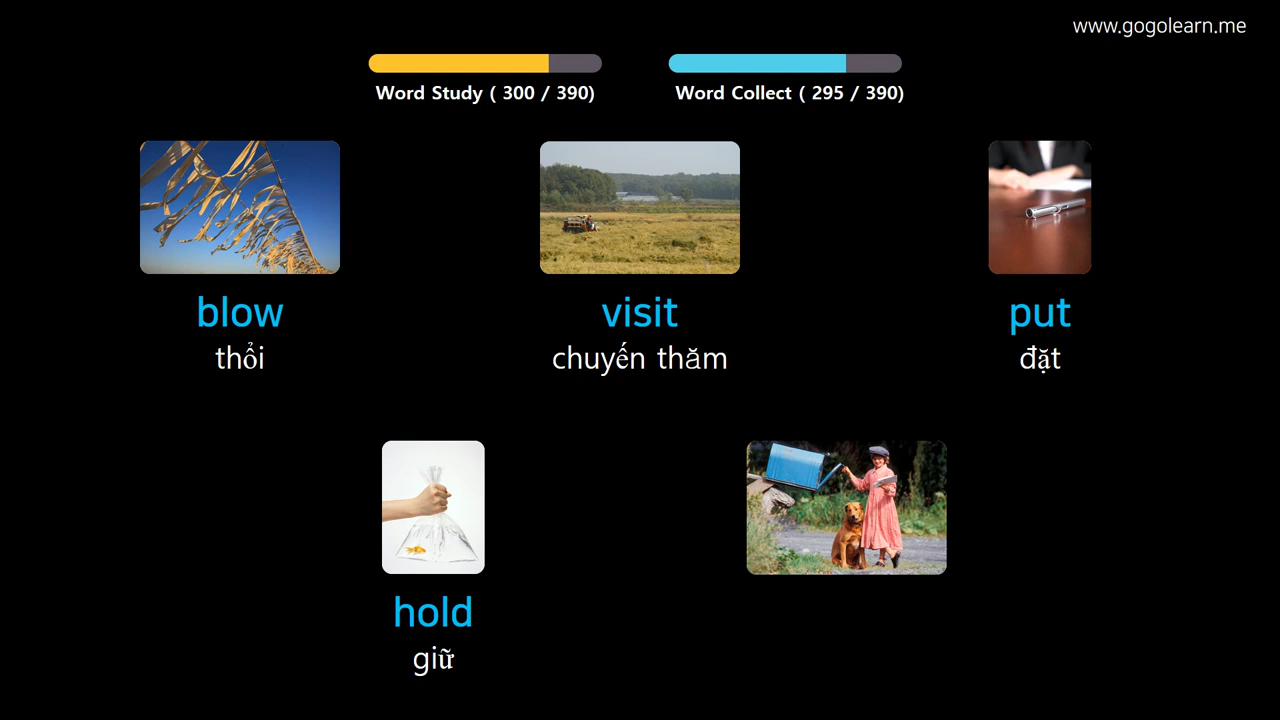 www.gogolearn.me
Word Study ( 300 / 390)
Word Collect ( 295 / 390)
blow
visit
put
thổi
chuyến thăm
đặt
hold
giữ